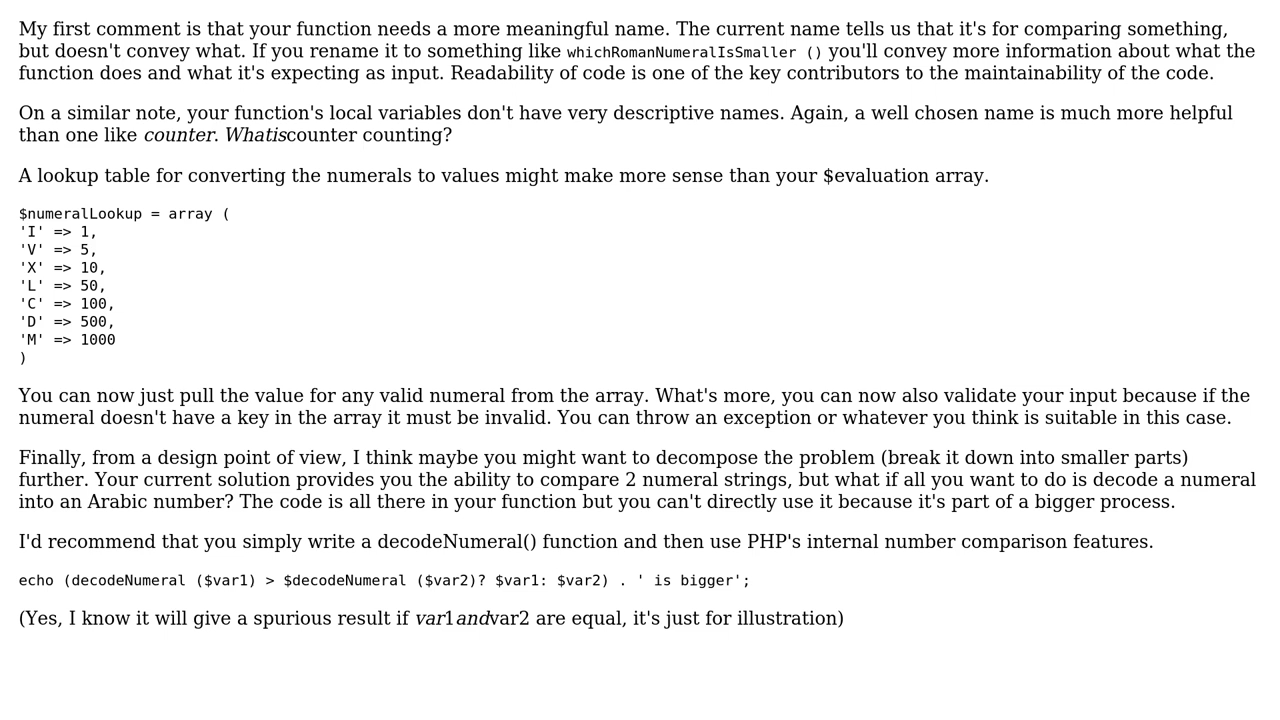 My first comment is that your function needs a more meaningful name. The current name tells us that it's for comparing something,
but doesn't convey what. If you rename it to something like whichRomanNumeralIsSmaller () you'll convey more information about what the
function does and what it's expecting as input. Readability of code is one of the key contributors to the maintainability of the code.
On a similar note, your function's local variables don't have very descriptive names. Again, a well chosen name is much more helpful
than one like counter. Whatiscounter counting?
A lookup table for converting the numerals to values might make more sense than your $evaluation array.
$numeralLookup = array (
'I' => 1,
'V' => 5,
'X' => 10,
'L' => 50,
'C' => 100,
'D' => 500,
'M' => 1000
)
You can now just pull the value for any valid numeral from the array. What's more, you can now also validate your input because if the
numeral doesn't have a key in the array it must be invalid. You can throw an exception or whatever you think is suitable in this case.
Finally, from a design point of view, I think maybe you might want to decompose the problem (break it down into smaller parts)
further. Your current solution provides you the ability to compare 2 numeral strings, but what if all you want to do is decode a numeral
into an Arabic number? The code is all there in your function but you can't directly use it because it's part of a bigger process.
I'd recommend that you simply write a decodeNumeral() function and then use PHP's internal number comparison features.
echo (decodeNumeral ($var1) > $decodeNumeral ($var2)? $var1: $var2) . ' is bigger';
(Yes, I know it will give a spurious result if var1andvar2 are equal, it's just for illustration)